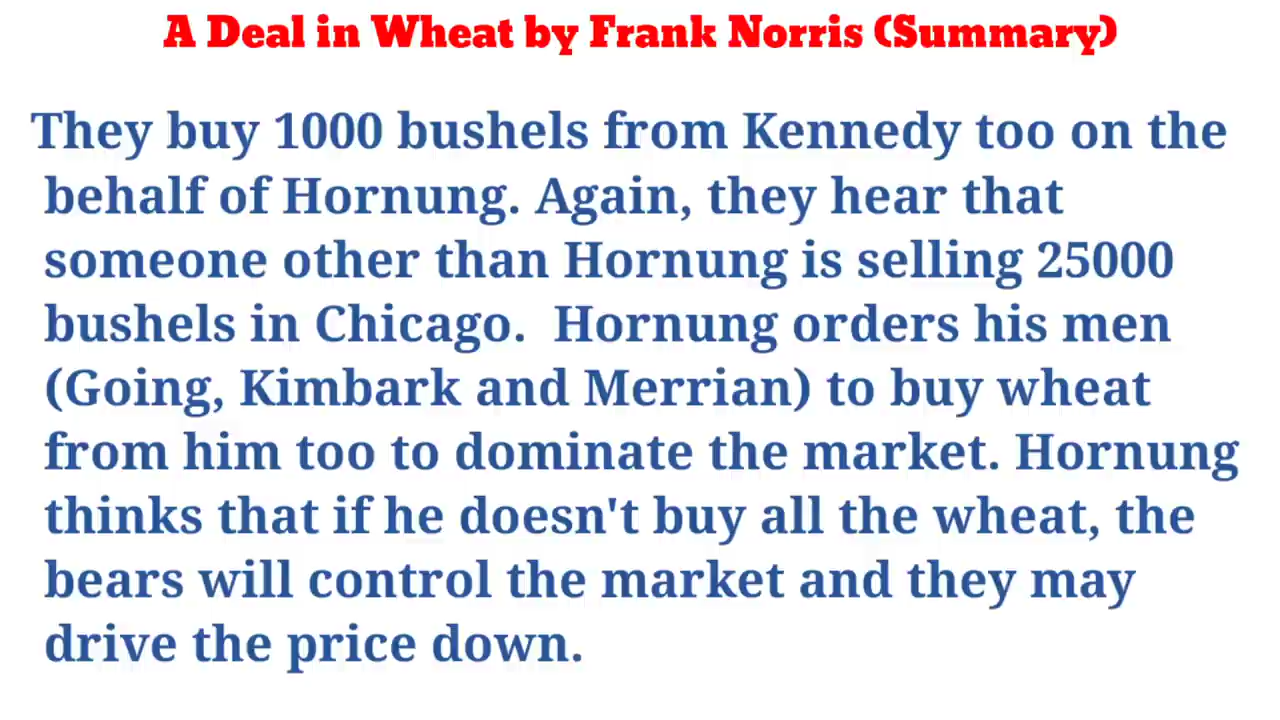 A Deal in Wheat by Frank Norris (Summary)
They buy 1000 bushels from Kennedy too on the
behalf of Hornung. Again, they hear that
someone other than Hornung is selling 25000
bushels in Chicago.  Hornung orders his men
(Going, Kimbark and Merrian) to buy wheat
from him too to dominate the market. Hornung
thinks that if he doesn't buy all the wheat, the
bears will control the market and they may
drive the price down.